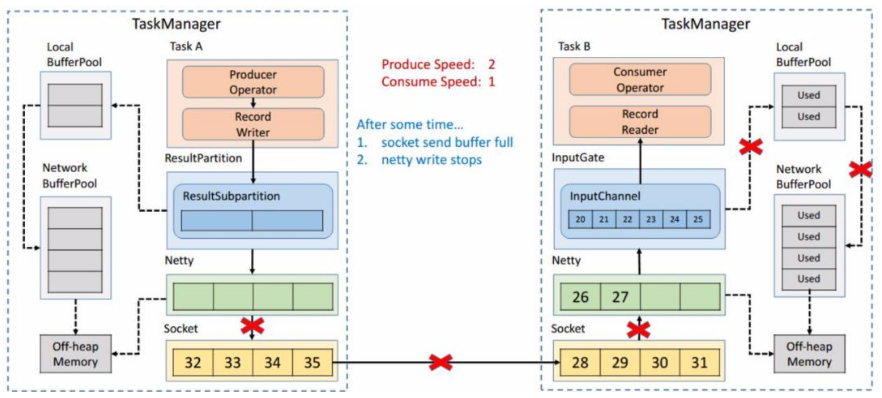 TaskManager
Local
BufferPool
Network
BufferPool
Off-heap
Memory
Task A
Producer
Operator
Record
Writer
ResultPartition
ResultSubpartition
Netty
Socket
32 33 34 35
Produce Speed: 2
Consume Speed: 1
After some time…
1. socket send buffer full
2. netty write stops
TaskManager
Task B
Consumer
Operator
Record
Reader
InputGate
InputChannel
20 21 22 23 24 25
Netty
26 27
Socket
28 29 30 31
Local
BufferPool
Used
Used
Network
BufferPool
Used
Used
Used
Used
Off-heap
Memory